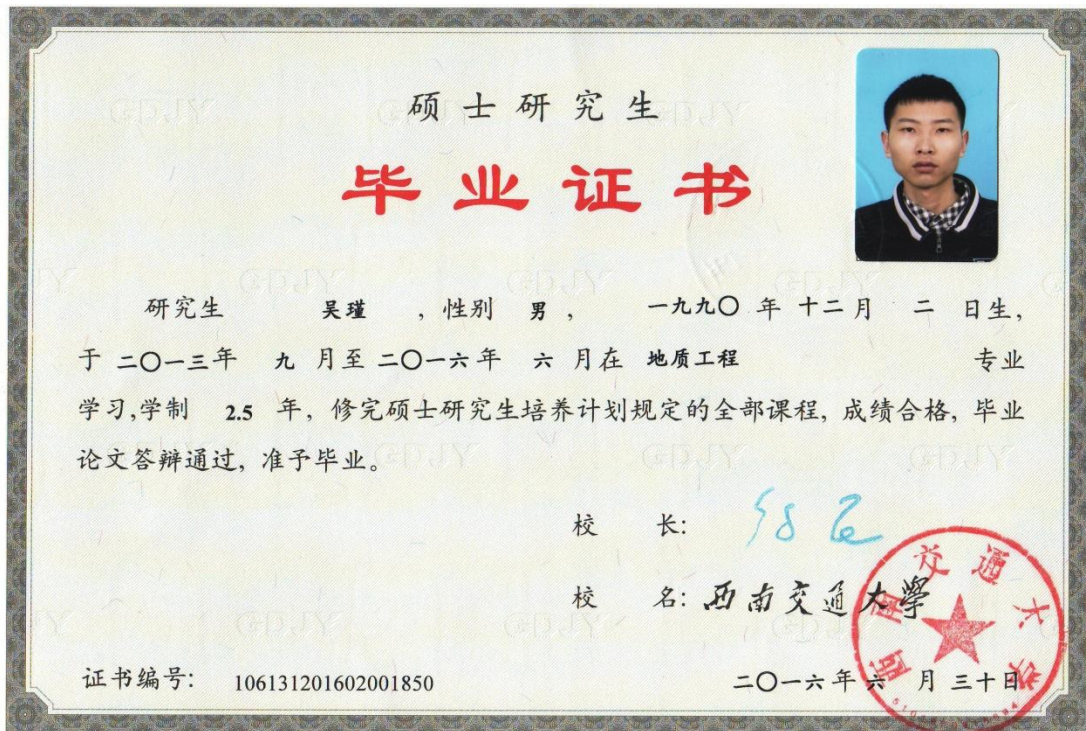 硕士研究生
毕业证书
研究生 吴瑾 ，性别 男 ， 一九九〇 年 十二 月 二 日生，
于 二〇一三年 九 月至 二〇一六年 六 月在 地质工程 专业
学习,学制 2.5 年，修完硕士研究生培养计划规定的全部课程，成绩合格，毕业
论文答辩通过，准予毕业。
校 长:
校 名: 西南交通大學
西南交通大学
证书编号: 106131201602001850
二〇一六年 六 月 三十日